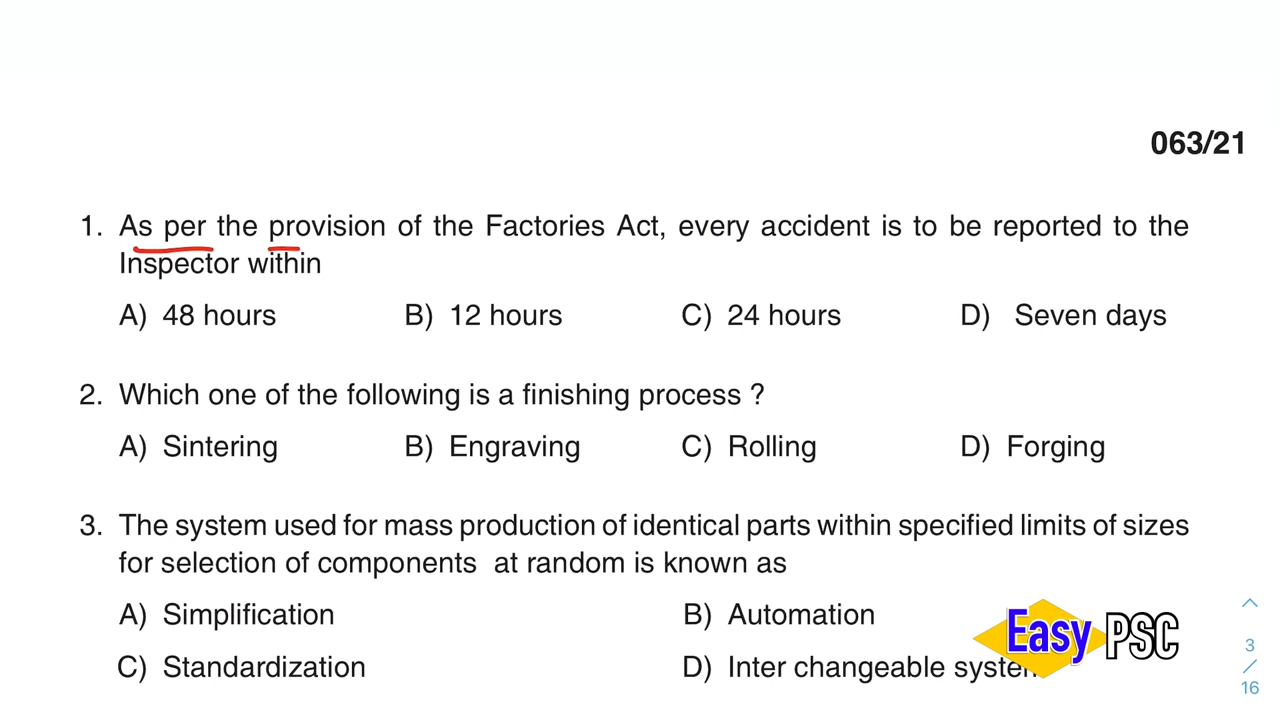 063/21
1. As per the provision of the Factories Act, every accident is to be reported to the
Inspector within
A) 48 hours B) 12 hours C) 24 hours D) Seven days
2. Which one of the following is a finishing process ?
A) Sintering B) Engraving C) Rolling D) Forging
3. The system used for mass production of identical parts within specified limits of sizes
for selection of components at random is known as
A) Simplification B) Automation
C) Standardization D) Inter changeable system
Easy PSC
3
/
16